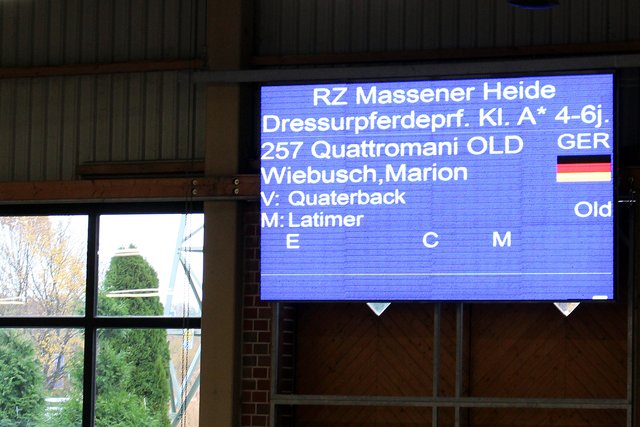 RZ Massener Heide
Dressurpferdeprf. Kl. A* 4-6j.
257 Quattromani OLD GER
Wiebusch,Marion
V: Quaterback
M: Latimer Old
E C M